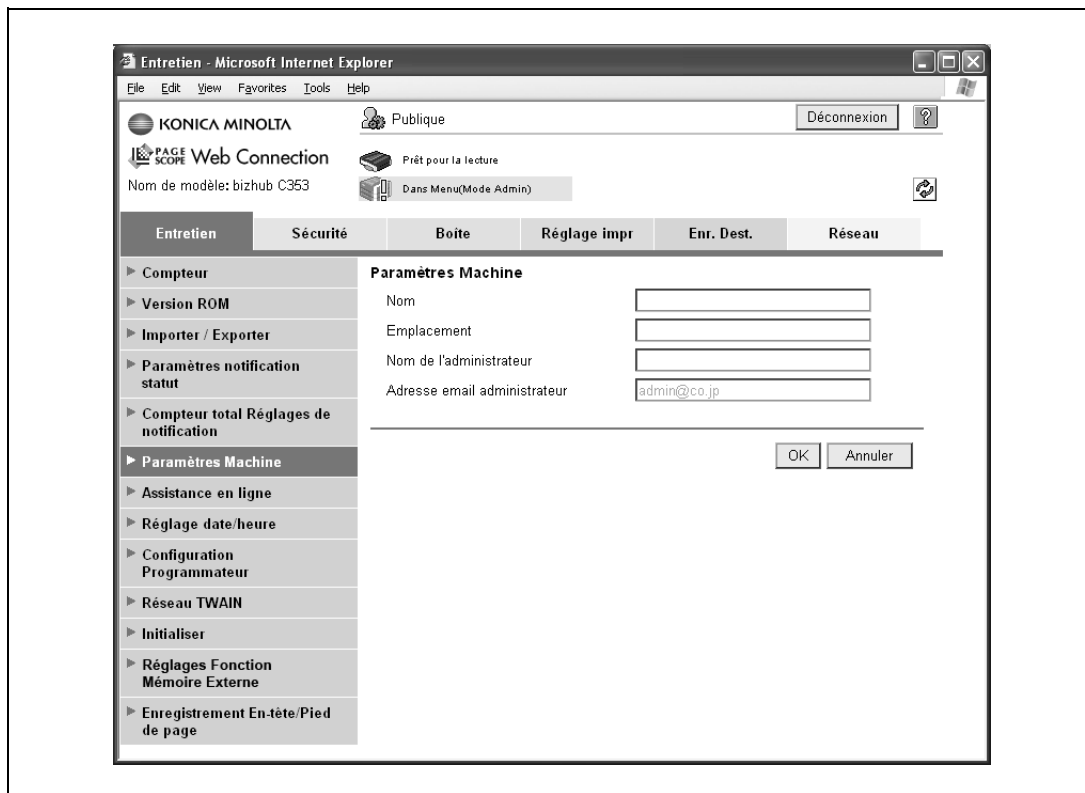 Entretien - Microsoft Internet Explorer
File Edit View Favorites Tools Help
KONICA MINOLTA
Publique
Déconnexion
?
PAGE SCOPE Web Connection
Prêt pour la lecture
Nom de modèle: bizhub C353
Dans Menu(Mode Admin)
Entretien Sécurité Boîte Réglage impr Enr. Dest. Réseau
Compteur
Version ROM
Importer / Exporter
Paramètres notification
statut
Compteur total Réglages de
notification
Paramètres Machine
Assistance en ligne
Réglage date/heure
Configuration
Programmateur
Réseau TWAIN
Initialiser
Réglages Fonction
Mémoire Externe
Enregistrement En-tête/Pied
de page
Paramètres Machine
Nom
Emplacement
Nom de l'administrateur
Adresse email administrateur admin@co.jp
OK Annuler